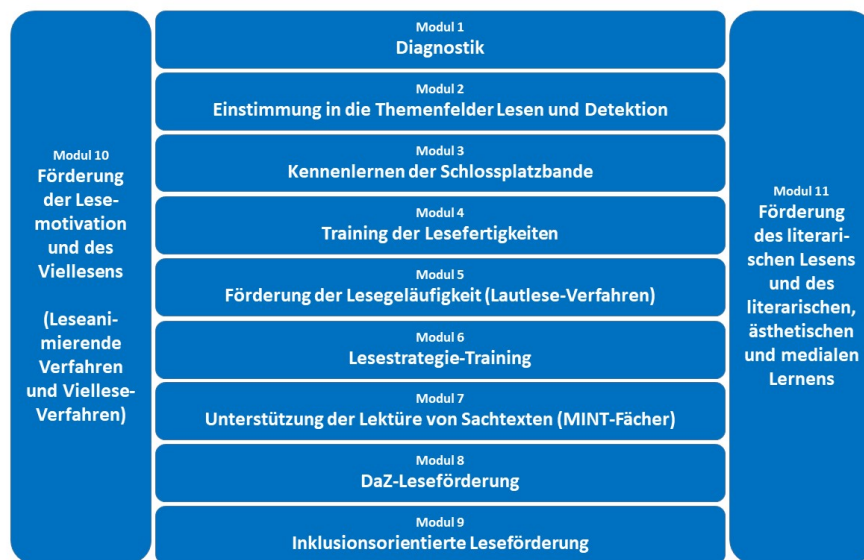 Modul 1
Diagnostik
Modul 2
Einstimmung in die Themenfelder Lesen und Detektion
Modul 3
Kennenlernen der Schlossplatzbande
Modul 4
Training der Lesefertigkeiten
Modul 5
Förderung der Lesegeläufigkeit (Lautlese-Verfahren)
Modul 6
Lesestrategie-Training
Modul 7
Unterstützung der Lektüre von Sachtexten (MINT-Fächer)
Modul 8
DaZ-Leseförderung
Modul 9
Inklusionsorientierte Leseförderung
Modul 10
Förderung
der Lese-
motivation
und des
Viellesens
(Leseani-
mierende
Verfahren
und Viellese-
Verfahren)
Modul 11
Förderung
des literari-
schen Lesens
und des
literarischen,
ästhetischen
und medialen
Lernens